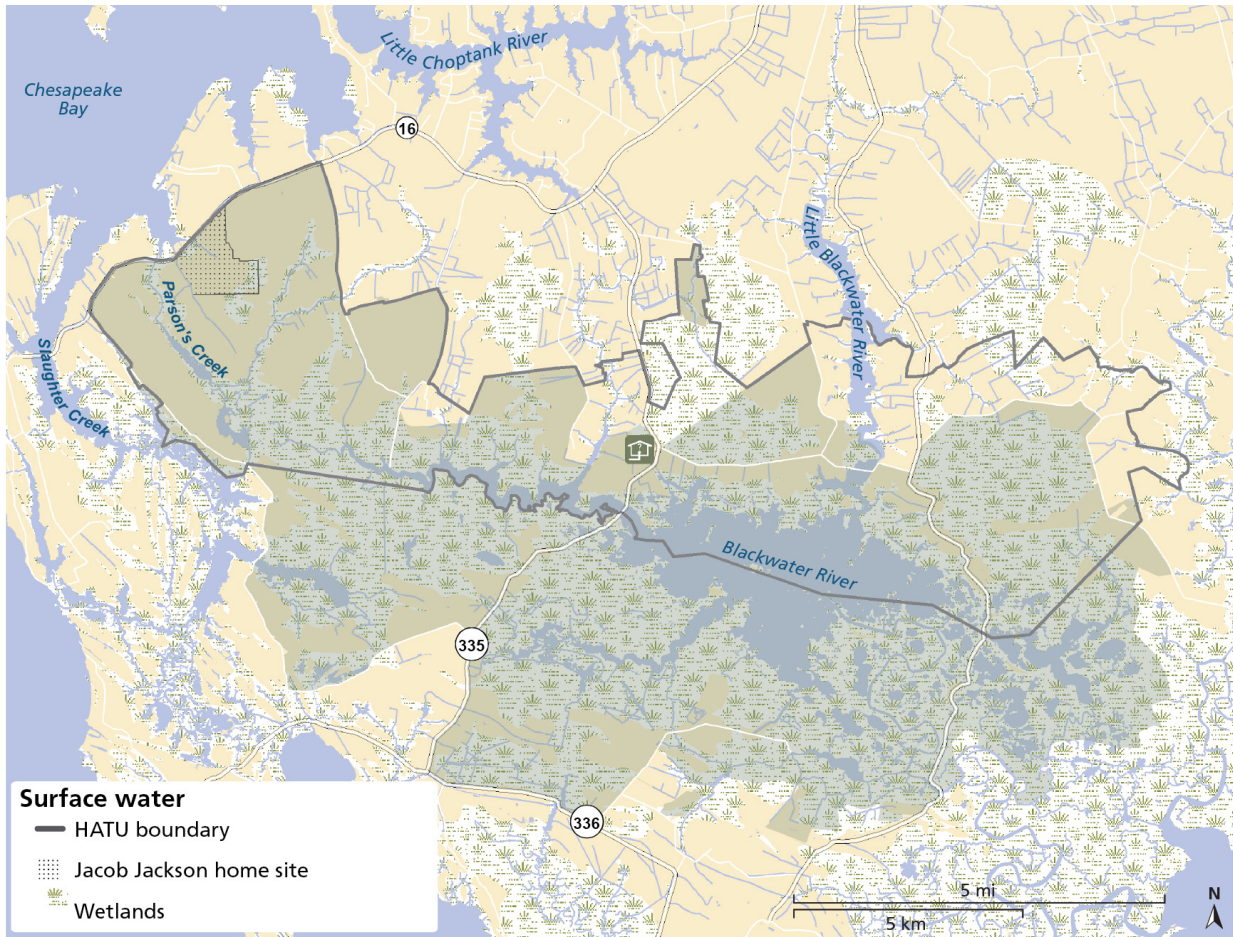 Little Choptank River
Chesapeake
Bay
16
Little Blackwater River
Parson's Creek
Slaughter Creek
Blackwater River
335
336
Surface water
HATU boundary
Jacob Jackson home site
Wetlands
5 mi
5 km
N